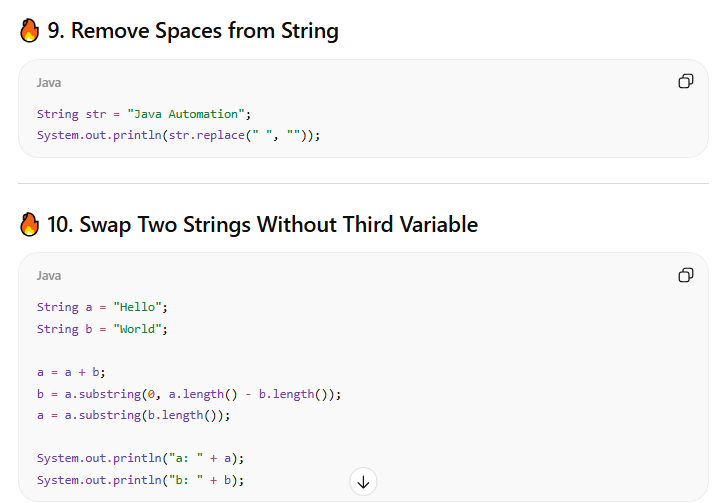 🔥 9. Remove Spaces from String
Java
String str = "Java Automation";
System.out.println(str.replace(" ", ""));
🔥 10. Swap Two Strings Without Third Variable
Java
String a = "Hello";
String b = "World";
a = a + b;
b = a.substring(0, a.length() - b.length());
a = a.substring(b.length());
System.out.println("a: " + a);
System.out.println("b: " + b);